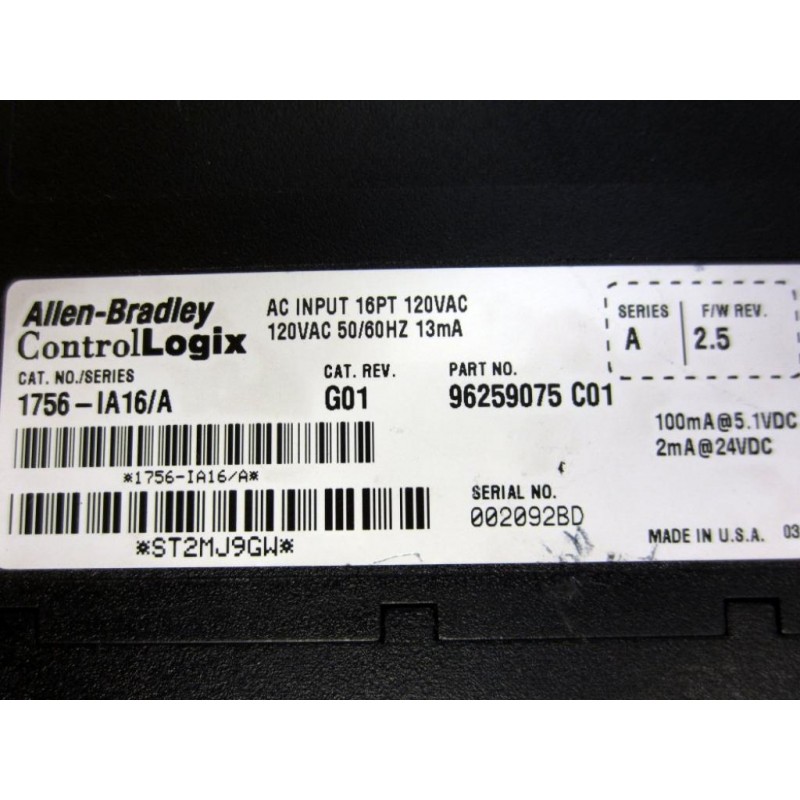 Allen-Bradley
ControlLogix
AC INPUT 16PT 120VAC
120VAC 50/60HZ 13mA
SERIES
A
F/W REV.
2.5
CAT. NO./SERIES
1756-IA16/A
CAT. REV.
G01
PART NO.
96259075 C01
100mA@5.1VDC
2mA@24VDC
*1756-IA16/A*
SERIAL NO.
002092BD
*ST2MJ9GW*
MADE IN U.S.A.
03